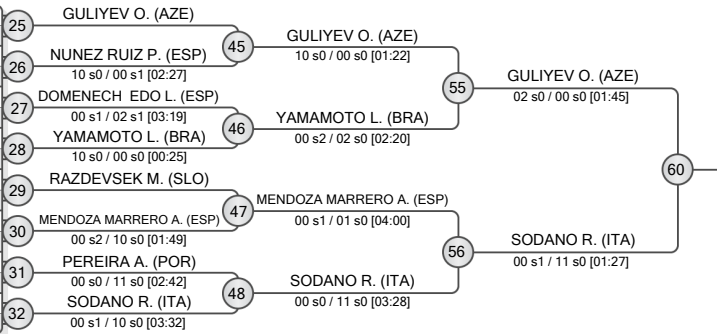 25
GULIYEV O. (AZE)
26
NUNEZ RUIZ P. (ESP)
10 s0 / 00 s1 [02:27]
27
DOMENECH EDO L. (ESP)
00 s1 / 02 s1 [03:19]
28
YAMAMOTO L. (BRA)
10 s0 / 00 s0 [00:25]
29
RAZDEVSEK M. (SLO)
30
MENDOZA MARRERO A. (ESP)
00 s2 / 10 s0 [01:49]
31
PEREIRA A. (POR)
00 s0 / 11 s0 [02:42]
32
SODANO R. (ITA)
00 s1 / 10 s0 [03:32]
45
GULIYEV O. (AZE)
10 s0 / 00 s0 [01:22]
46
YAMAMOTO L. (BRA)
00 s2 / 02 s0 [02:20]
47
MENDOZA MARRERO A. (ESP)
00 s1 / 01 s0 [04:00]
48
SODANO R. (ITA)
00 s0 / 11 s0 [03:28]
55
GULIYEV O. (AZE)
02 s0 / 00 s0 [01:45]
56
SODANO R. (ITA)
00 s1 / 11 s0 [01:27]
60